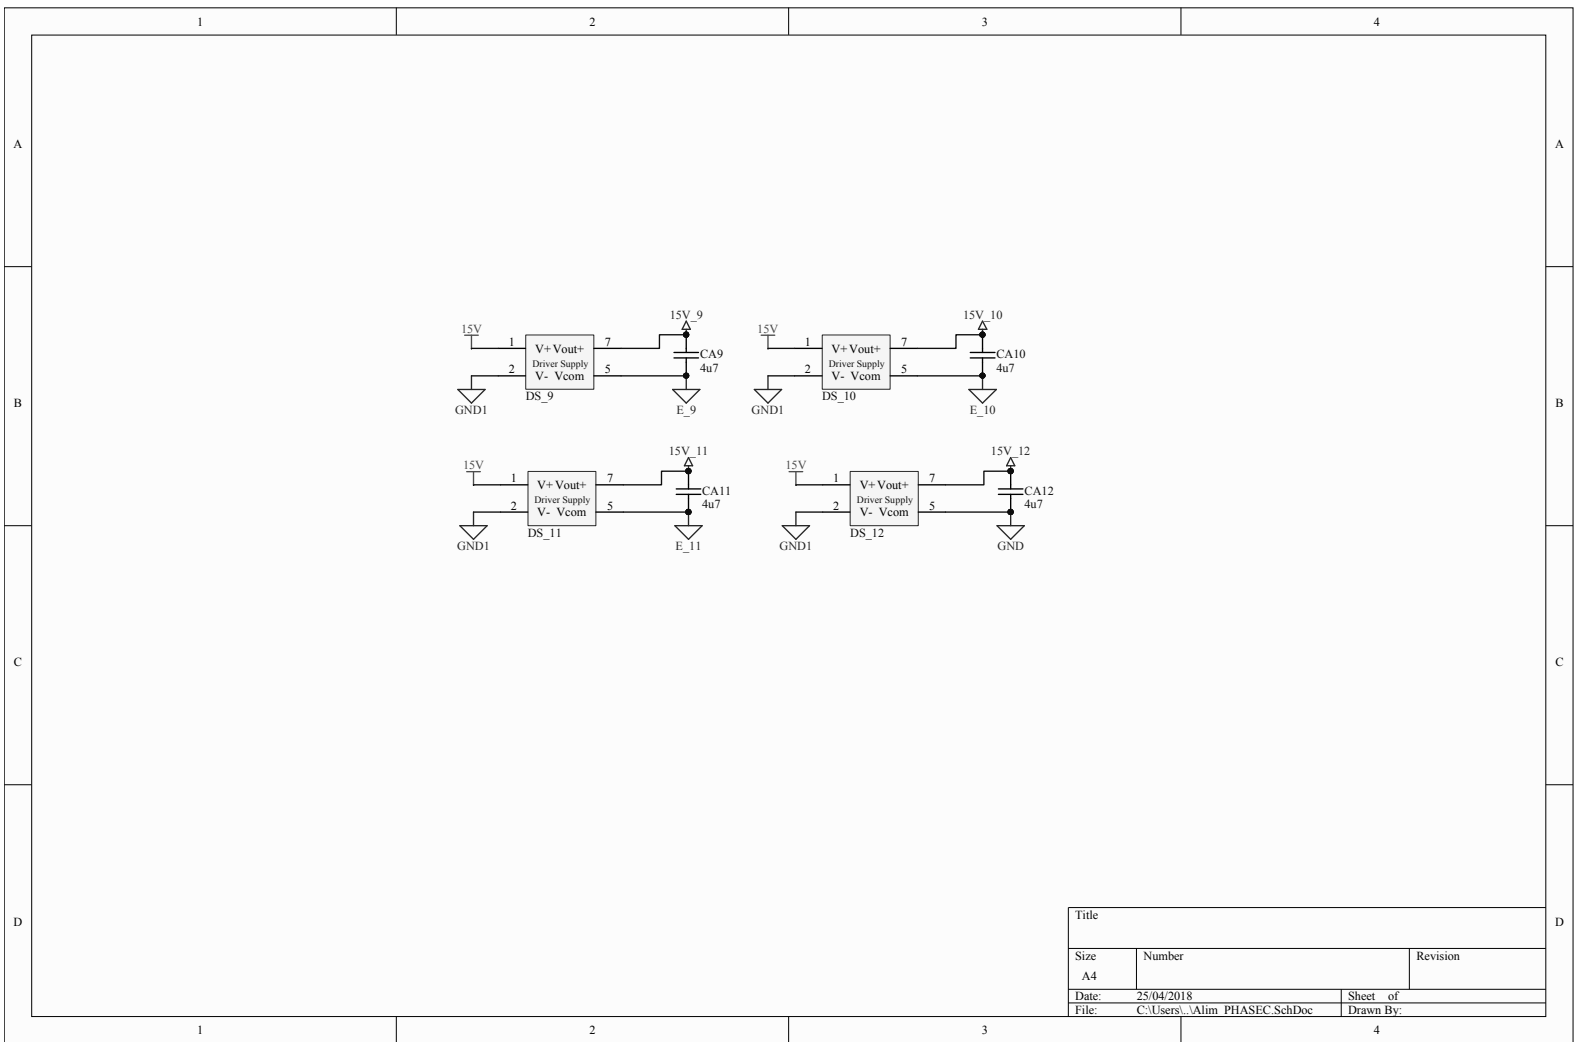 1 2 3 4
A A
15V_9 15V_10
15V 15V
1 V+ Vout+ 7 1 V+ Vout+ 7
CA9 CA10
Driver Supply Driver Supply
4u7 4u7
2 V- Vcom 5 2 V- Vcom 5
DS_9 DS_10
B B
GND1 E_9 GND1 E_10
15V_11 15V_12
15V 15V
1 V+ Vout+ 7 1 V+ Vout+ 7
CA11 CA12
Driver Supply Driver Supply
4u7 4u7
2 V- Vcom 5 2 V- Vcom 5
DS_11 DS_12
GND1 E_11 GND1 GND
C C
Title
D D
Size Number Revision
A4
Date: 25/04/2018 Sheet of
File: C:\Users\..\Alim_PHASEC.SchDoc Drawn By:
1 2 3 4